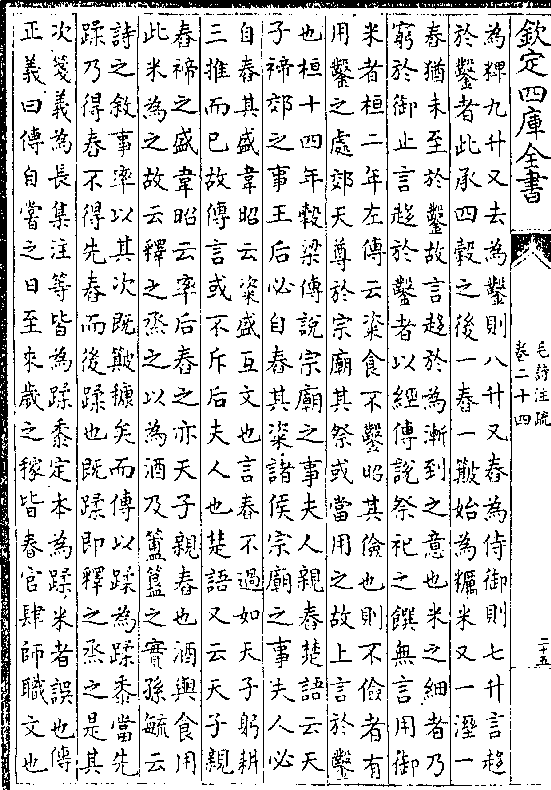 欽定四庫全書
毛詩注疏
卷二十四
二十五
為粺九升又去為鑿則八升又舂為侍御則七升言趨
於鑿者此承四穀之後一舂一簸始為糲米又一溼一
舂猶未至於鑿故言趨於為漸到之意也米之細者乃
窮於御止言趨於鑿者以經傳說祭祀之饌無言用御
米者桓二年左傳云粢食不鑿昭其儉也則不儉者有
用鑿之處郊天尊於宗廟其祭或當用之故上言於鑿
也桓十四年穀梁傳說宗廟之事夫人親舂楚語云天
子禘郊之事王后必自舂其粢諸侯宗廟之事夫人必
自舂其盛韋昭云粢盛互文也言舂不過如天子躬耕
三推而已故傳言或不斥后夫人也楚語又云天子親
舂禘之盛韋昭云率后舂之亦天子親舂也酒與食用
此米為之故云釋之烝之以為酒及簠簋之實孫毓云
詩之敘事率以其次既簸糠矣而傳以蹂為蹂黍當先
蹂乃得舂不得先舂而後蹂也既蹂即釋之烝之是其
次箋義為長集注等皆為蹂黍定本為蹂米者誤也傳
正義曰傳自嘗之日至來歲之稼皆春官肆師職文也